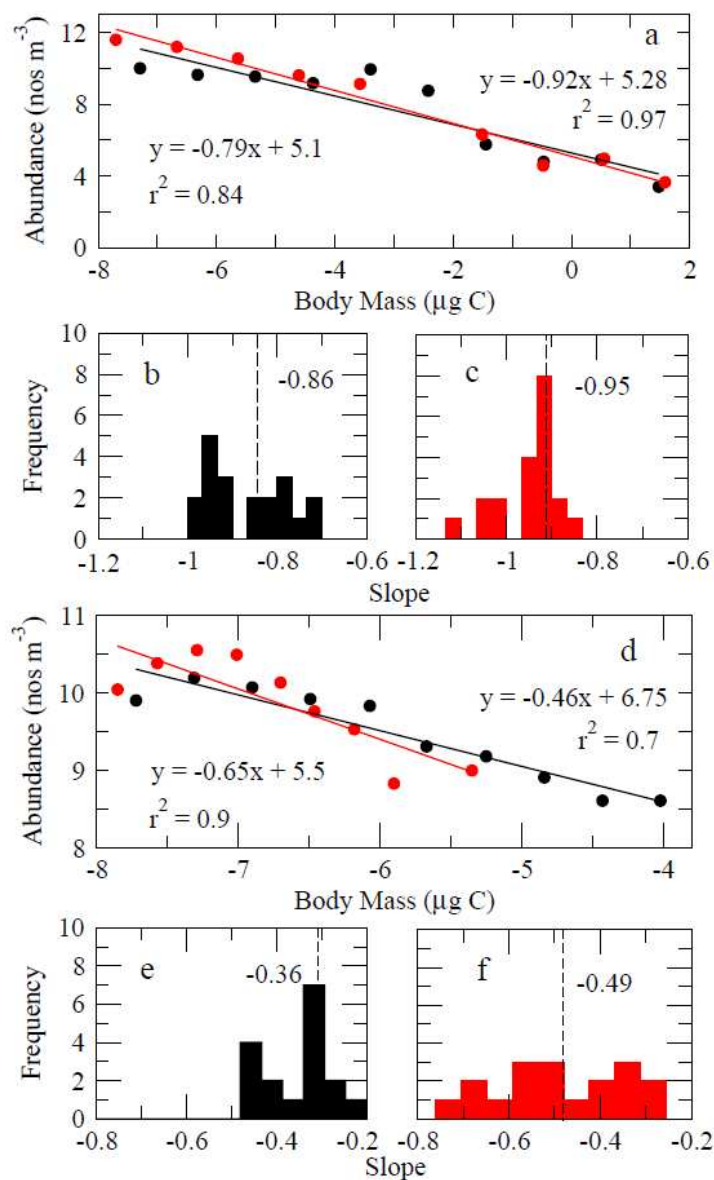 12
a
8
y = -0.92x + 5.28
r² = 0.97
4
y = -0.79x + 5.1
r² = 0.84
0
Abundance (nos m⁻³)
-8 -6 -4 -2 0 2
Body Mass (µg C)
10
8
6
4
2
0
Frequency
b
-0.86
c
-0.95
-1.2 -1 -0.8 -0.6
-1.2 -1 -0.8 -0.6
Slope
11
d
10
y = -0.46x + 6.75
r² = 0.7
9
y = -0.65x + 5.5
r² = 0.9
8
Abundance (nos m⁻³)
-8 -7 -6 -5 -4
Body Mass (µg C)
10
8
6
4
2
0
Frequency
e
-0.36
f
-0.49
-0.8 -0.6 -0.4 -0.2
-0.8 -0.6 -0.4 -0.2
Slope